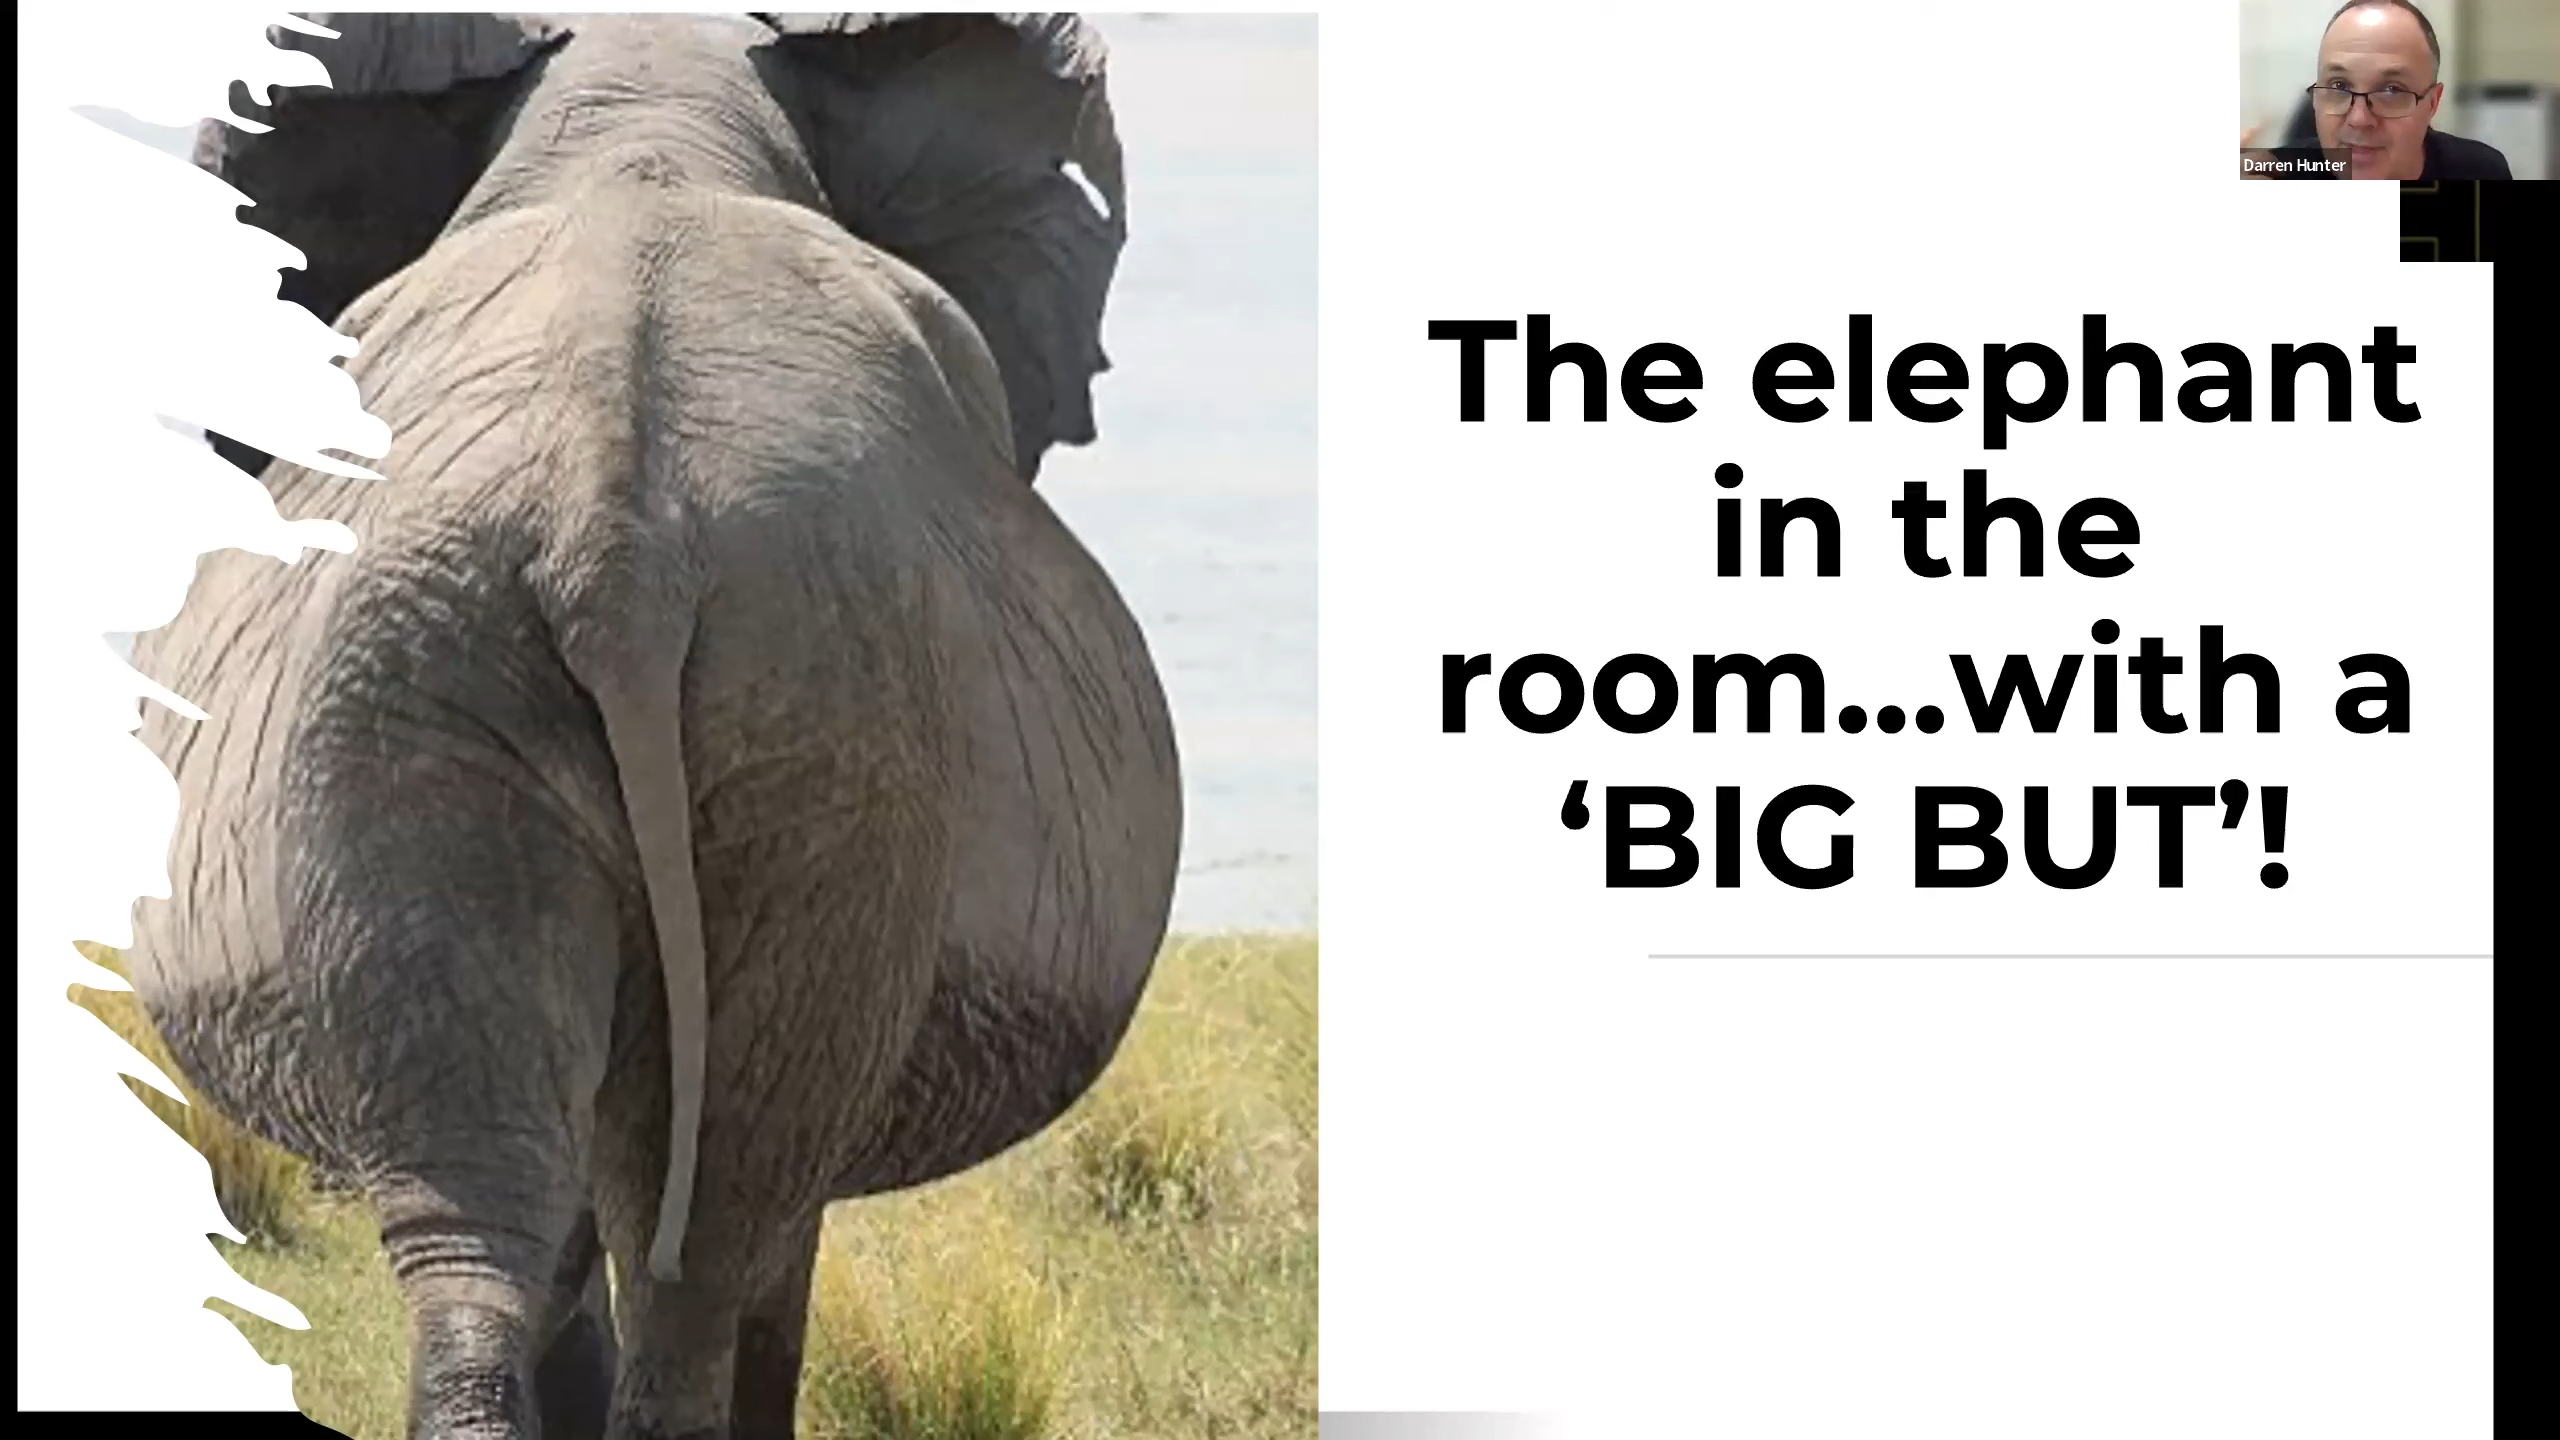 Darren Hunter
The elephant
in the
room...with a
‘BIG BUT’!